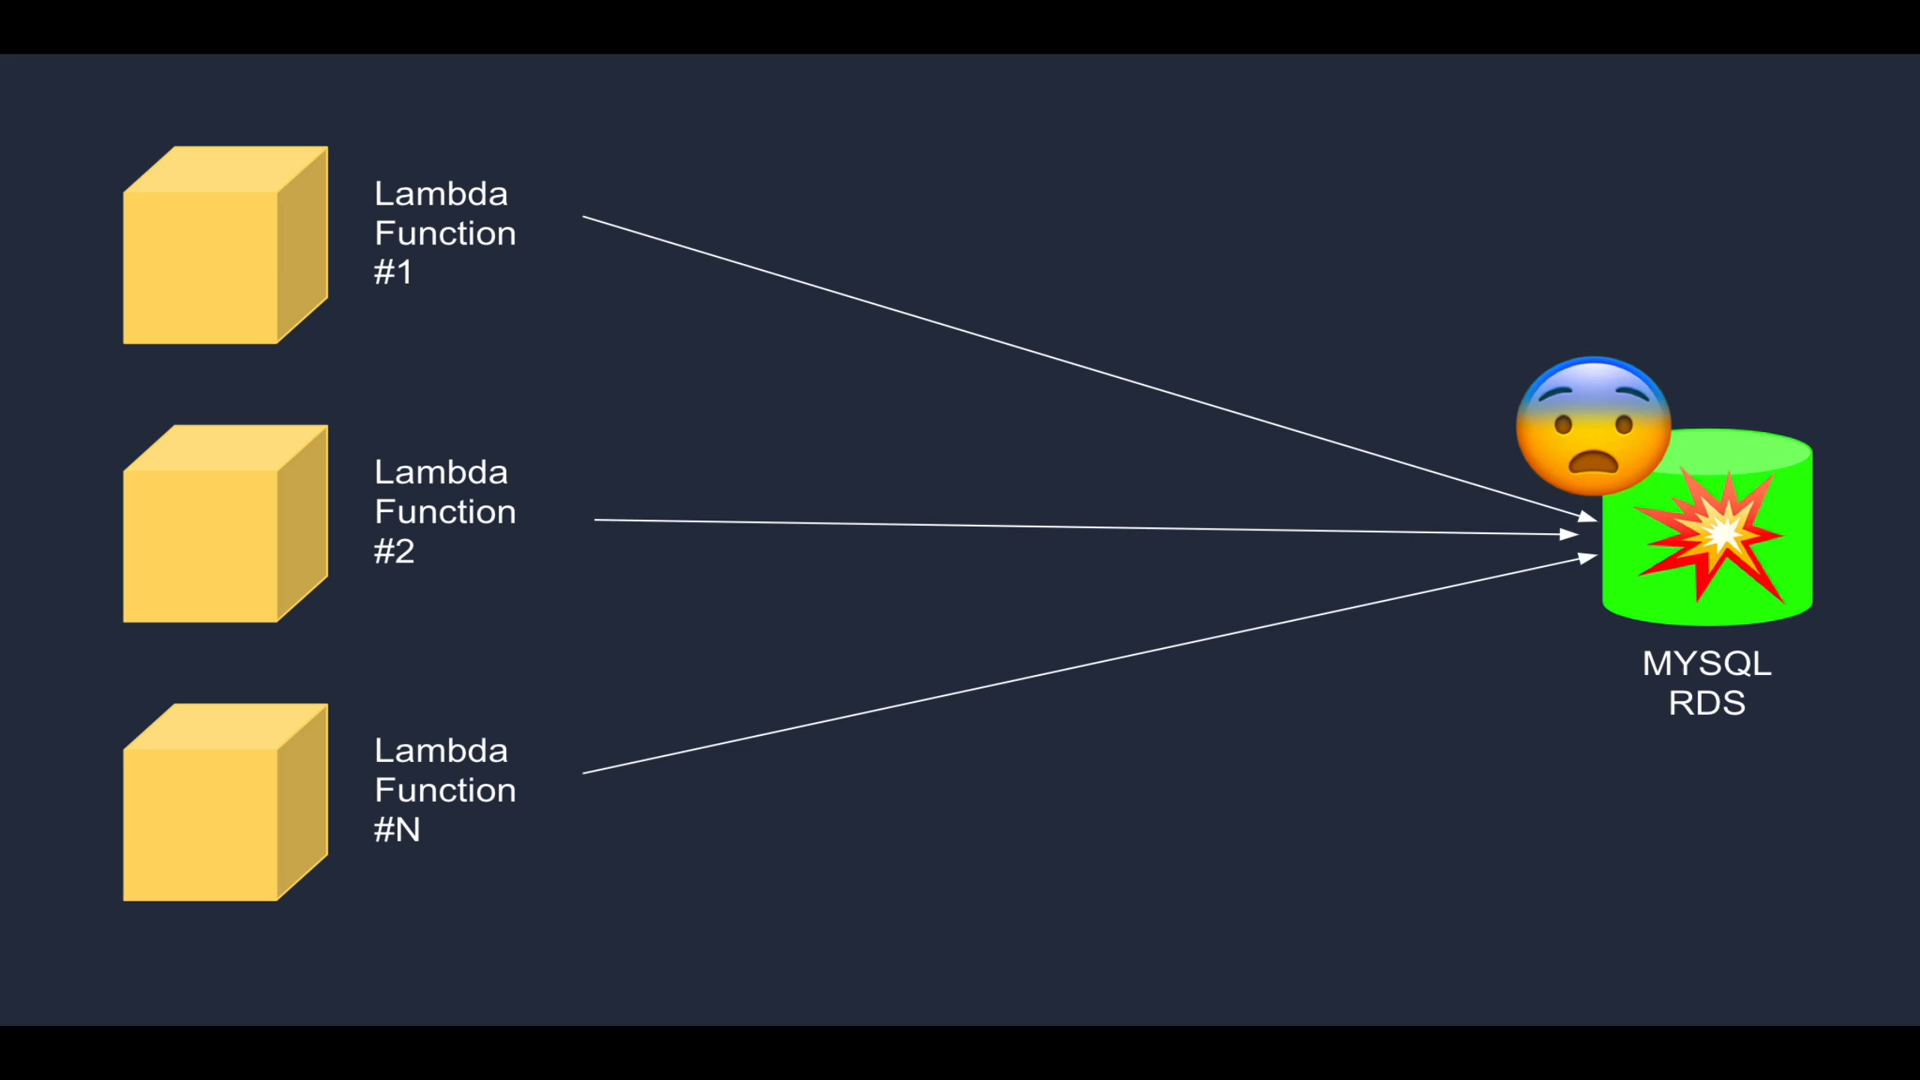 Lambda
Function
#1
Lambda
Function
#2
Lambda
Function
#N
MYSQL
RDS